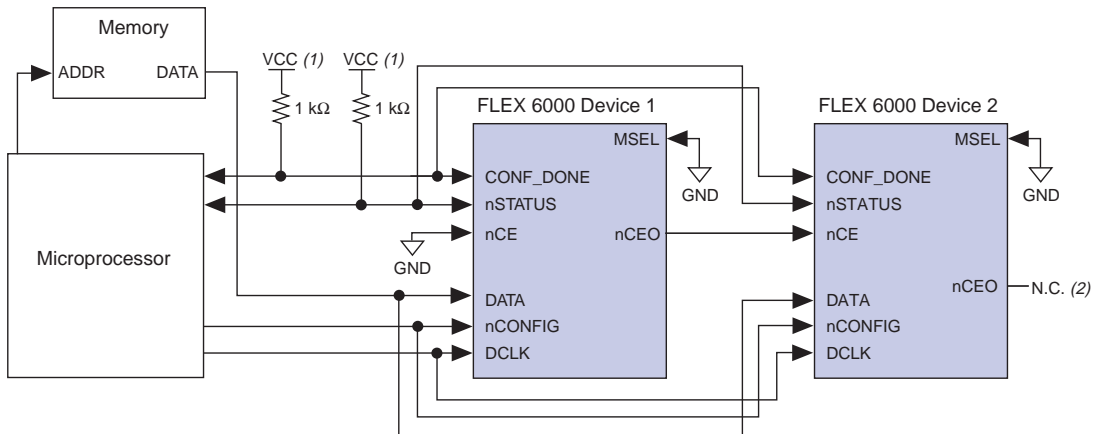 Memory
ADDR DATA
VCC (1) VCC (1)
1 kΩ 1 kΩ
Microprocessor
FLEX 6000 Device 1
MSEL
GND
CONF_DONE
nSTATUS
nCE nCEO
GND
DATA
nCONFIG
DCLK
FLEX 6000 Device 2
MSEL
GND
CONF_DONE
nSTATUS
nCE
nCEO N.C. (2)
DATA
nCONFIG
DCLK